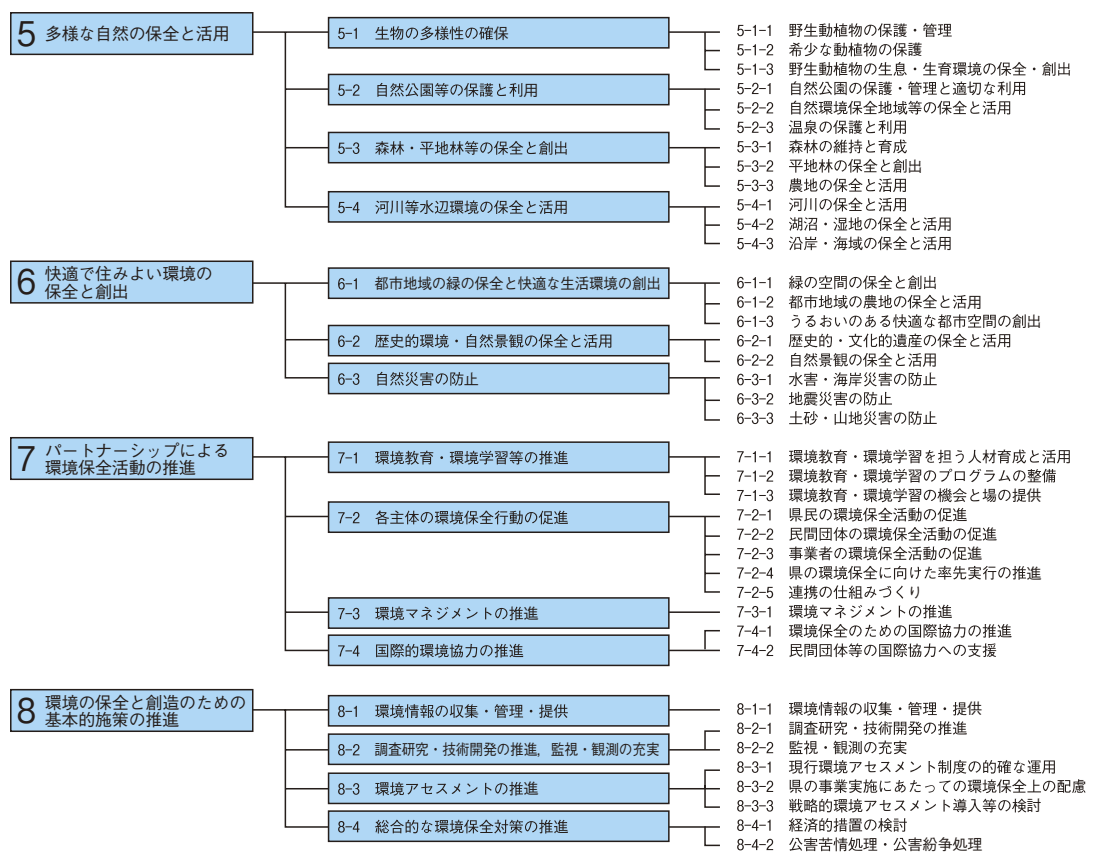 5 多様な自然の保全と活用
5-1 生物の多様性の確保
5-1-1 野生動植物の保護・管理
5-1-2 希少な動植物の保護
5-1-3 野生動植物の生息・生育環境の保全・創出
5-2 自然公園等の保護と利用
5-2-1 自然公園の保護・管理と適切な利用
5-2-2 自然環境保全地域等の保全と活用
5-2-3 温泉の保護と利用
5-3 森林・平地林等の保全と創出
5-3-1 森林の維持と育成
5-3-2 平地林の保全と創出
5-3-3 農地の保全と活用
5-4 河川等水辺環境の保全と活用
5-4-1 河川の保全と活用
5-4-2 湖沼・湿地の保全と活用
5-4-3 沿岸・海域の保全と活用
6 快適で住みよい環境の
保全と創出
6-1 都市地域の緑の保全と快適な生活環境の創出
6-1-1 緑の空間の保全と創出
6-1-2 都市地域の農地の保全と活用
6-1-3 うるおいのある快適な都市空間の創出
6-2 歴史的環境・自然景観の保全と活用
6-2-1 歴史的・文化的遺産の保全と活用
6-2-2 自然景観の保全と活用
6-3 自然災害の防止
6-3-1 水害・海岸災害の防止
6-3-2 地震災害の防止
6-3-3 土砂・山地災害の防止
7 パートナーシップによる
環境保全活動の推進
7-1 環境教育・環境学習等の推進
7-1-1 環境教育・環境学習を担う人材育成と活用
7-1-2 環境教育・環境学習のプログラムの整備
7-1-3 環境教育・環境学習の機会と場の提供
7-2 各主体の環境保全行動の促進
7-2-1 県民の環境保全活動の促進
7-2-2 民間団体の環境保全活動の促進
7-2-3 事業者の環境保全活動の促進
7-2-4 県の環境保全に向けた率先実行の推進
7-2-5 連携の仕組みづくり
7-3 環境マネジメントの推進
7-3-1 環境マネジメントの推進
7-4 国際的環境協力の推進
7-4-1 環境保全のための国際協力の推進
7-4-2 民間団体等の国際協力への支援
8 環境の保全と創造のための
基本的施策の推進
8-1 環境情報の収集・管理・提供
8-1-1 環境情報の収集・管理・提供
8-2 調査研究・技術開発の推進, 監視・観測の充実
8-2-1 調査研究・技術開発の推進
8-2-2 監視・観測の充実
8-3 環境アセスメントの推進
8-3-1 現行環境アセスメント制度の的確な運用
8-3-2 県の事業実施にあたっての環境保全上の配慮
8-3-3 戦略的環境アセスメント導入等の検討
8-4 総合的な環境保全対策の推進
8-4-1 経済的措置の検討
8-4-2 公害苦情処理・公害紛争処理